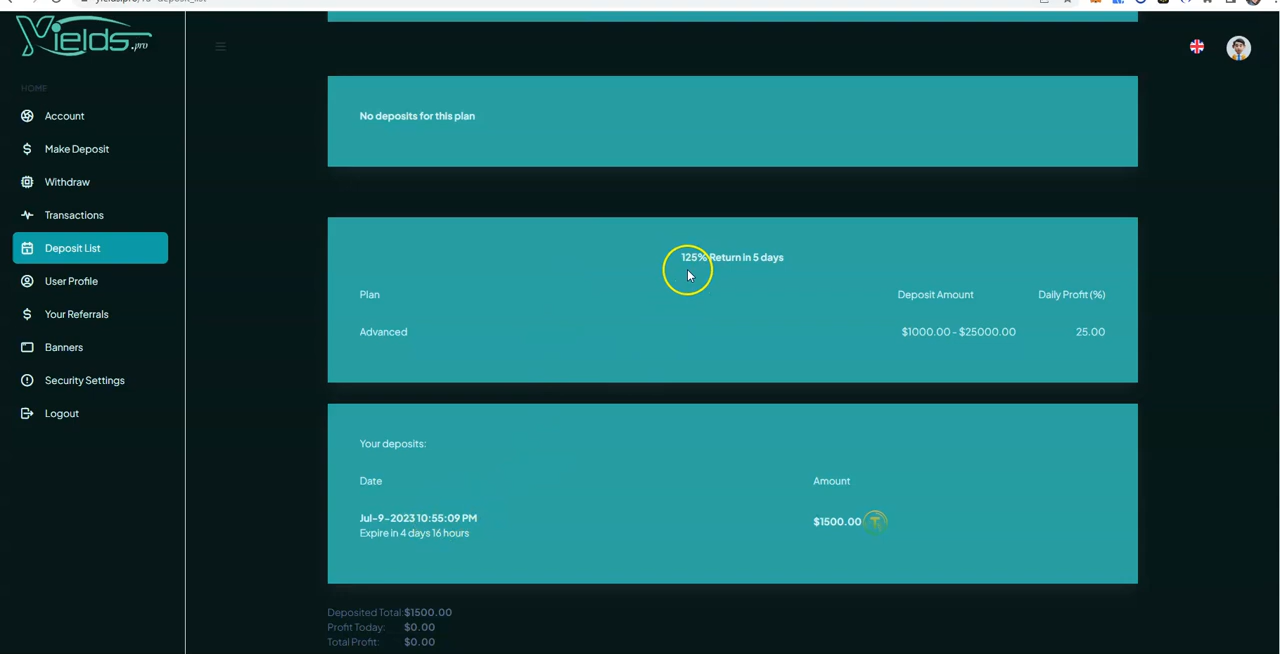 Yields.pro
HOME
Account
Make Deposit
Withdraw
Transactions
Deposit List
User Profile
Your Referrals
Banners
Security Settings
Logout
No deposits for this plan
125% Return in 5 days
Plan Deposit Amount Daily Profit (%)
Advanced $1000.00 - $25000.00 25.00
Your deposits:
Date Amount
Jul-9-2023 10:55:09 PM $1500.00
Expire in 4 days 16 hours
Deposited Total: $1500.00
Profit Today: $0.00
Total Profit: $0.00